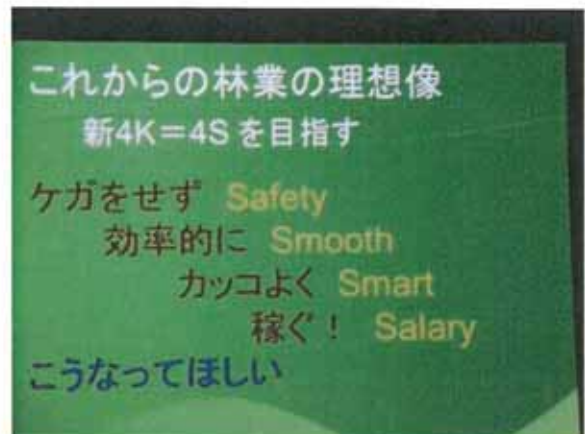 これからの林業の理想像
新4K＝4Sを目指す
ケガをせず Safety
効率的に Smooth
カッコよく Smart
稼ぐ！ Salary
こうなってほしい